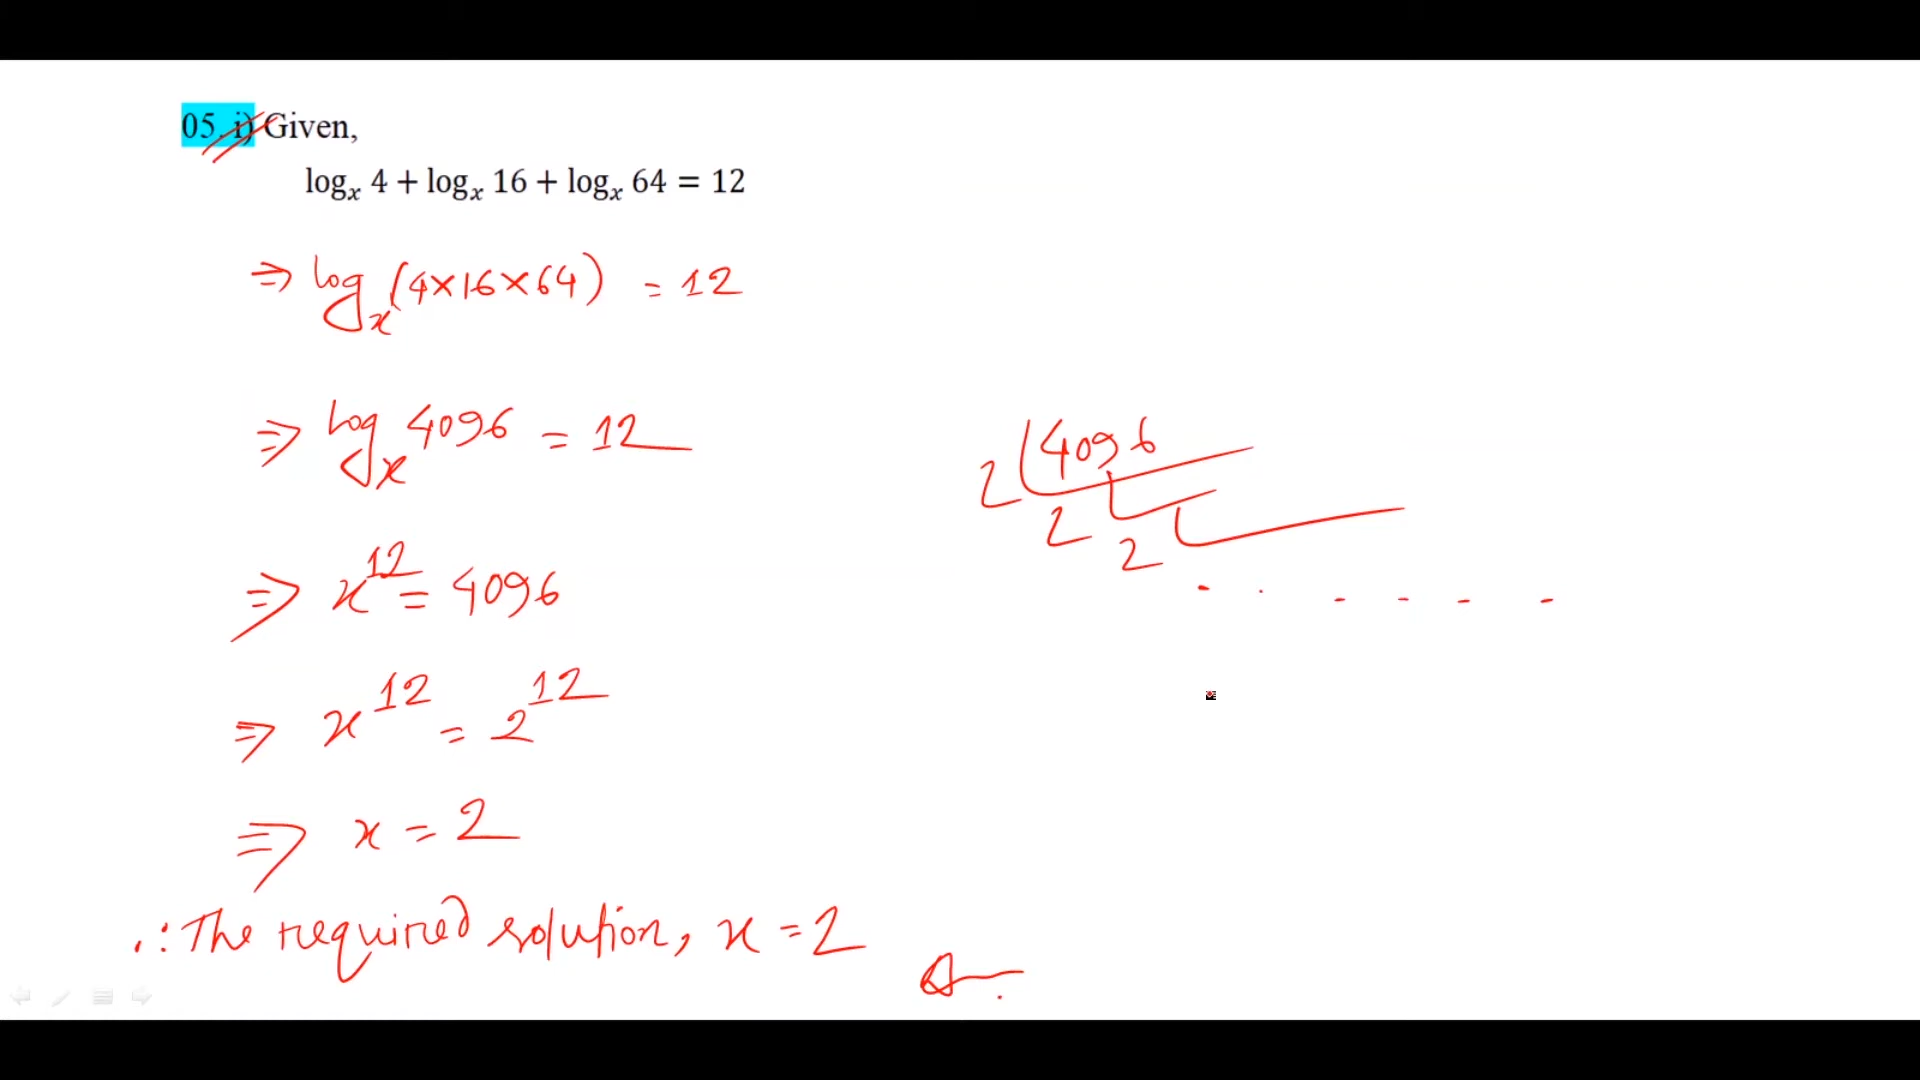 05. i) Given,
logₓ 4 + logₓ 16 + logₓ 64 = 12
⇒ logₓ (4×16×64) = 12
⇒ logₓ 4096 = 12
⇒ x¹² = 4096
⇒ x¹² = 2¹²
⇒ x = 2
∴ The required solution, x = 2
2 4096
2
2